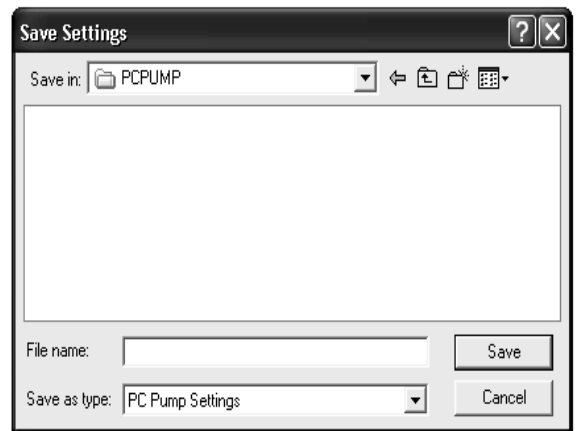 Save Settings
Save in: PCPUMP
File name:
Save
Save as type: PC Pump Settings
Cancel